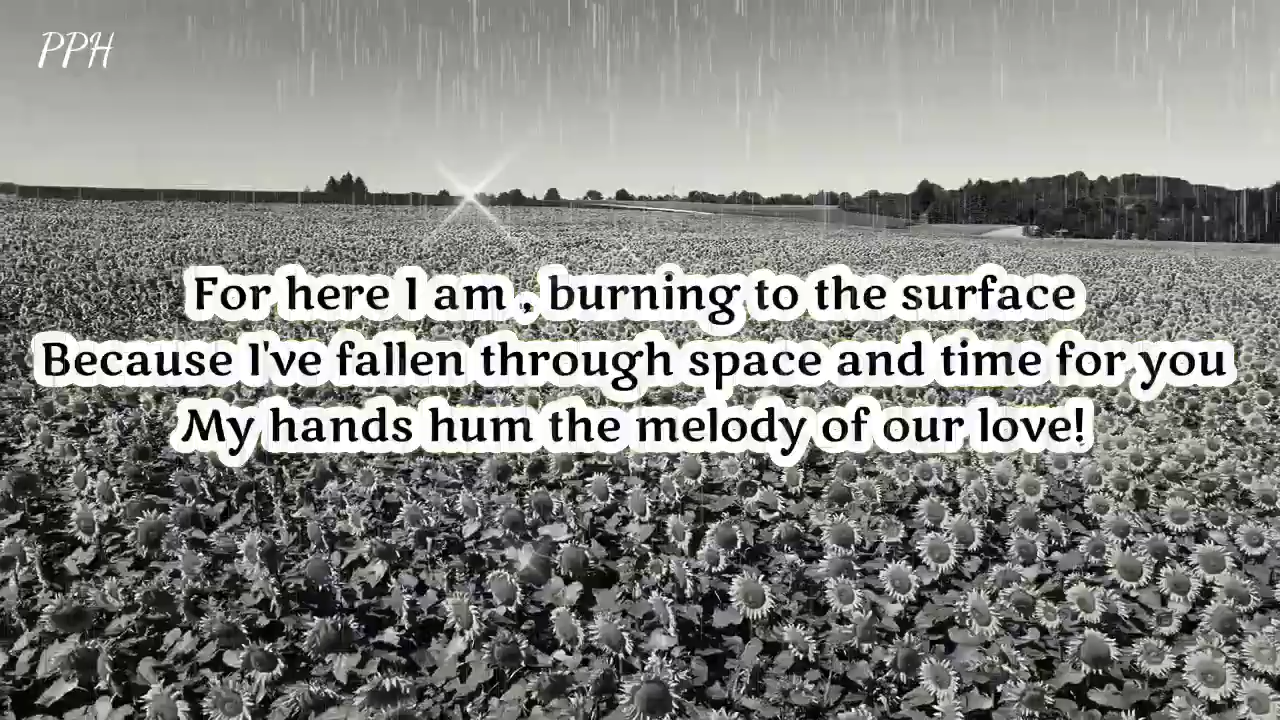 PPH
For here I am , burning to the surface
Because I've fallen through space and time for you
My hands hum the melody of our love!